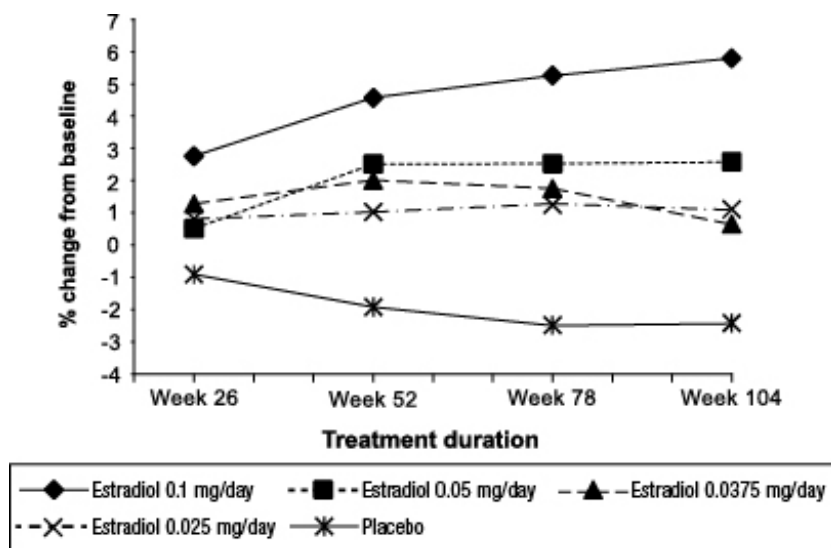 7
6
5
4
3
2
1
0
-1
-2
-3
-4
% change from baseline
Week 26 Week 52 Week 78 Week 104
Treatment duration
Estradiol 0.1 mg/day Estradiol 0.05 mg/day Estradiol 0.0375 mg/day
Estradiol 0.025 mg/day Placebo